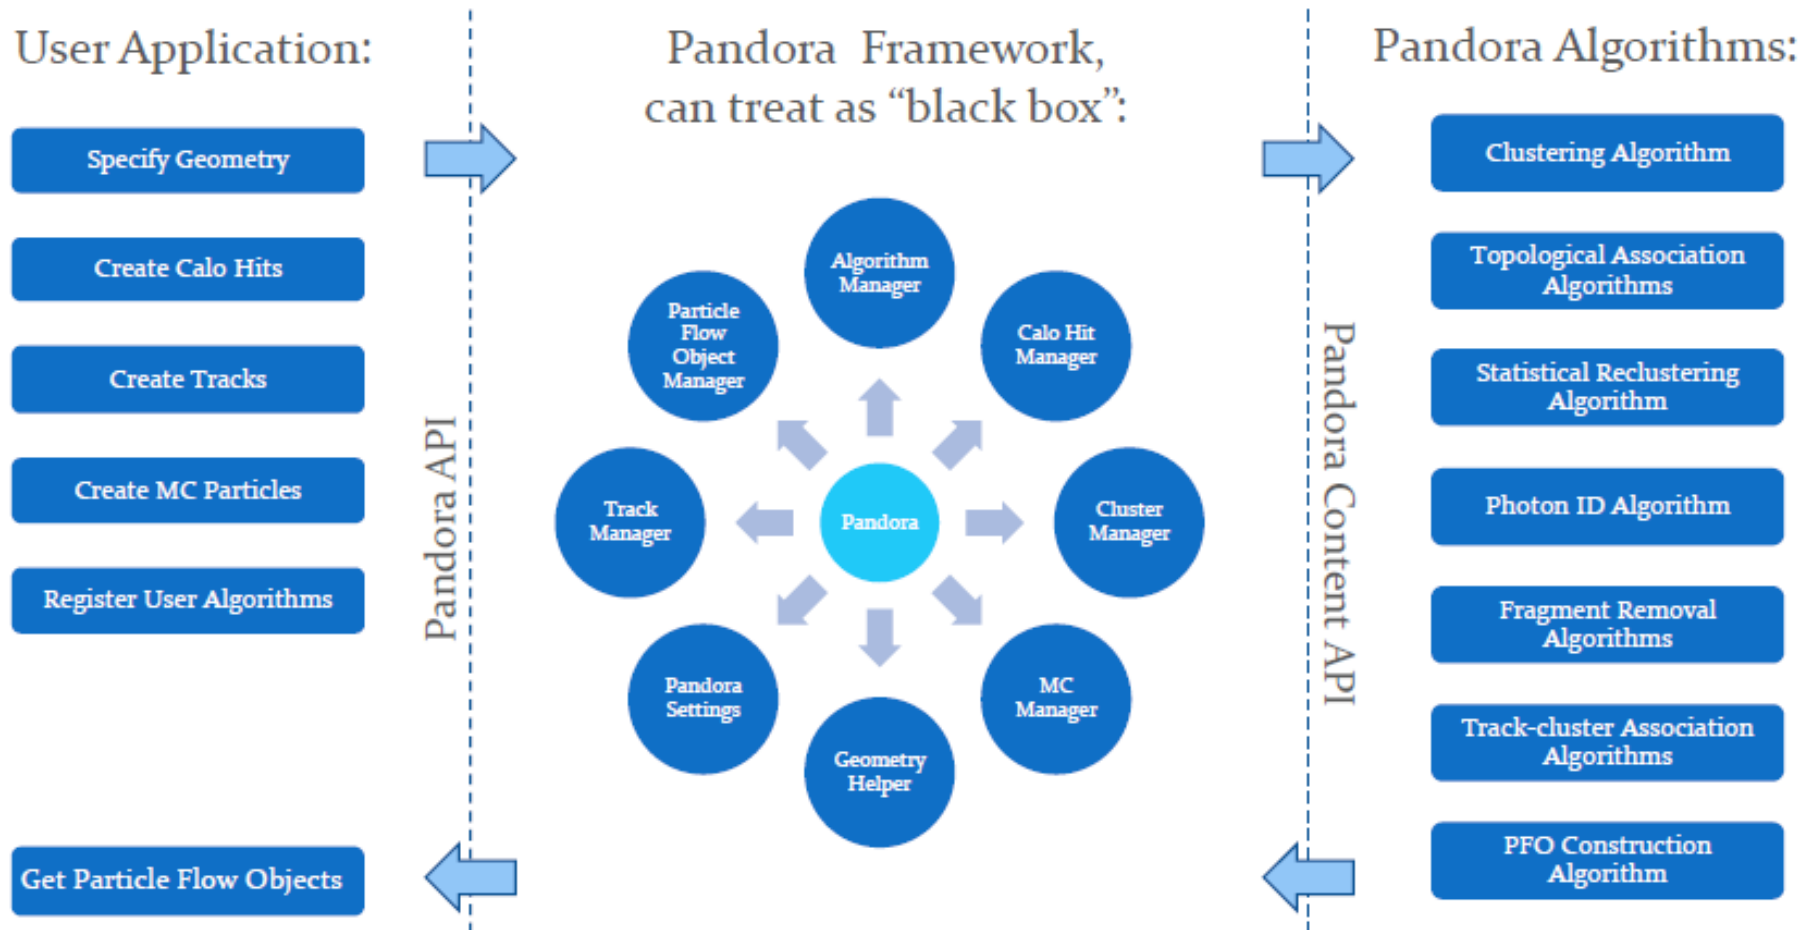 User Application:
Specify Geometry
Create Calo Hits
Create Tracks
Create MC Particles
Register User Algorithms
Get Particle Flow Objects
Pandora API
Pandora Framework,
can treat as “black box”:
Algorithm
Manager
Calo Hit
Manager
Cluster
Manager
MC
Manager
Geometry
Helper
Pandora
Settings
Track
Manager
Particle
Flow
Object
Manager
Pandora
Pandora Content API
Pandora Algorithms:
Clustering Algorithm
Topological Association
Algorithms
Statistical Reclustering
Algorithm
Photon ID Algorithm
Fragment Removal
Algorithms
Track-cluster Association
Algorithms
PFO Construction
Algorithm